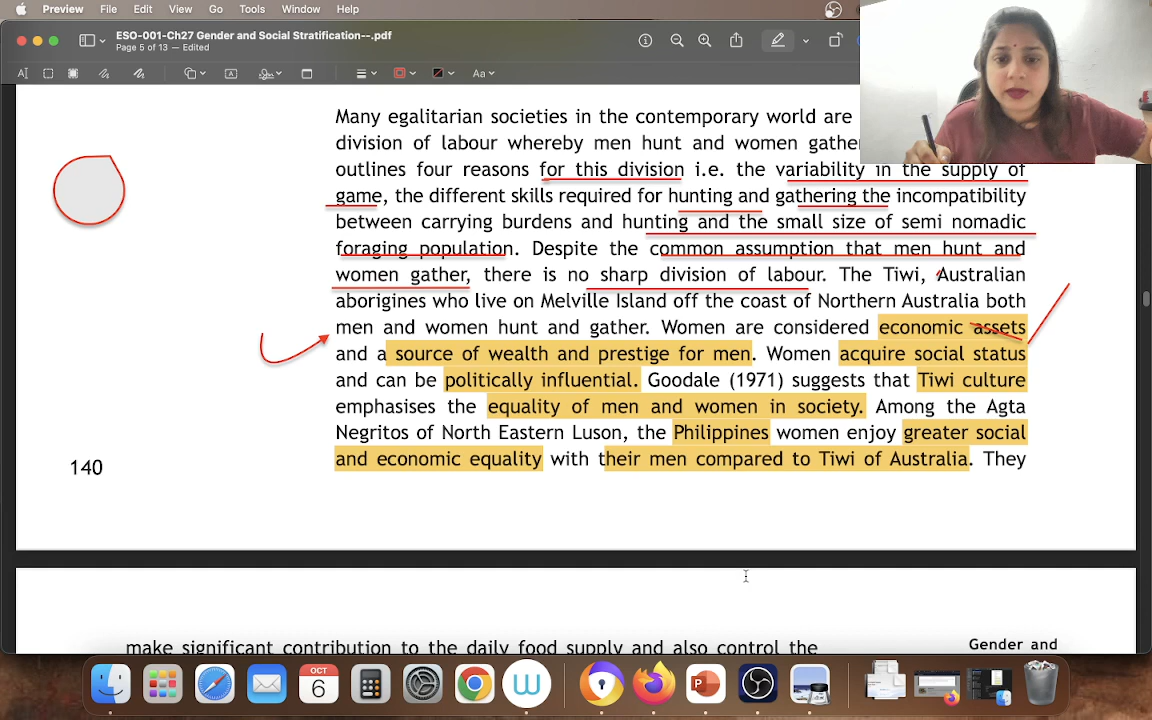 Preview File Edit View Go Tools Window Help
ESO-001-Ch27 Gender and Social Stratification--.pdf
Page 5 of 13 — Edited
Aa
Many egalitarian societies in the contemporary world are
division of labour whereby men hunt and women gather
outlines four reasons for this division i.e. the variability in the supply of
game, the different skills required for hunting and gathering the incompatibility
between carrying burdens and hunting and the small size of semi nomadic
foraging population. Despite the common assumption that men hunt and
women gather, there is no sharp division of labour. The Tiwi, Australian
aborigines who live on Melville Island off the coast of Northern Australia both
men and women hunt and gather. Women are considered economic assets
and a source of wealth and prestige for men. Women acquire social status
and can be politically influential. Goodale (1971) suggests that Tiwi culture
emphasises the equality of men and women in society. Among the Agta
Negritos of North Eastern Luson, the Philippines women enjoy greater social
and economic equality with their men compared to Tiwi of Australia. They
140
make significant contribution to the daily food supply and also control the
Gender and
OCT
6